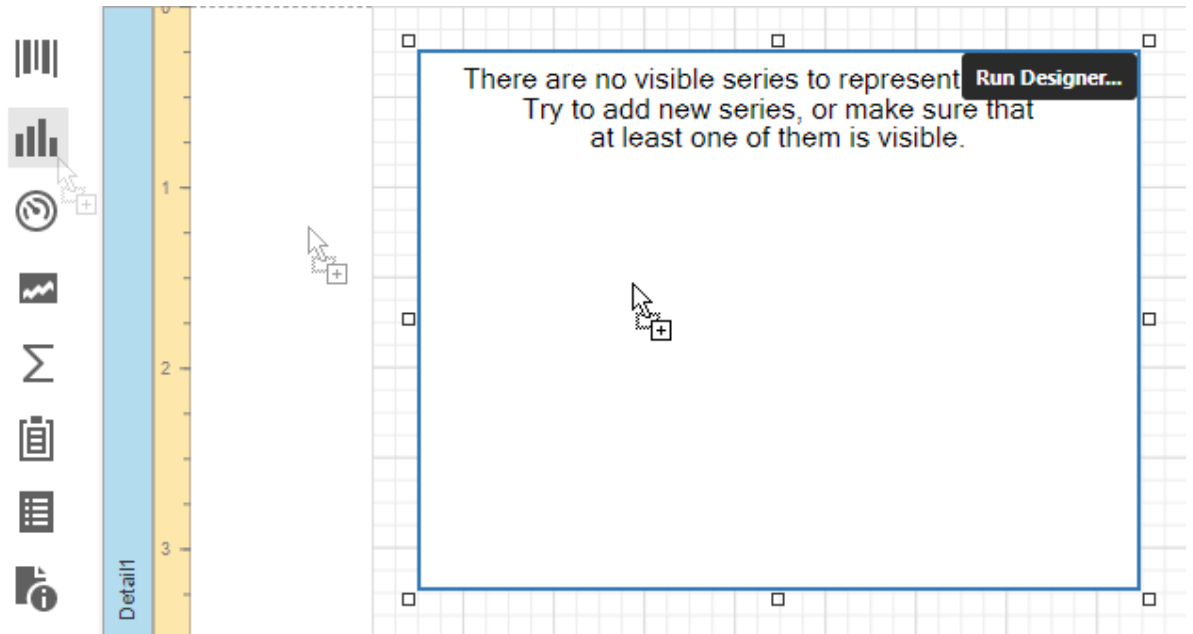 0
There are no visible series to represent
Run Designer...
Try to add new series, or make sure that
at least one of them is visible.
1
2
3
Detail1